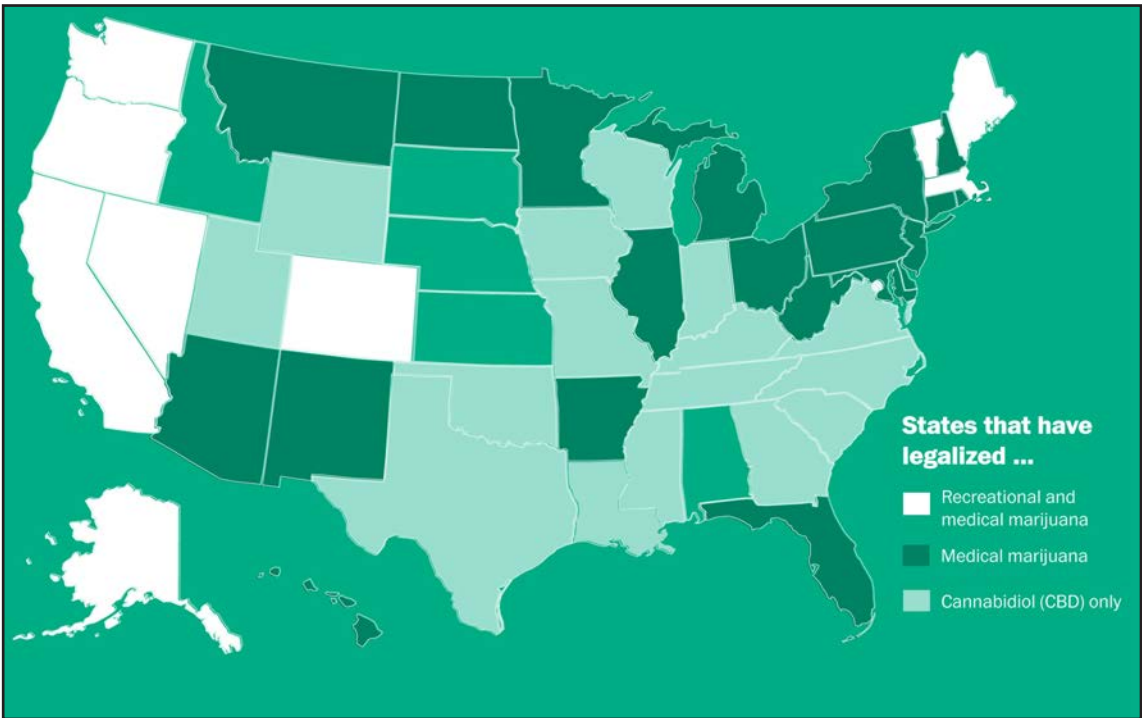 States that have
legalized ...
Recreational and
medical marijuana
Medical marijuana
Cannabidiol (CBD) only